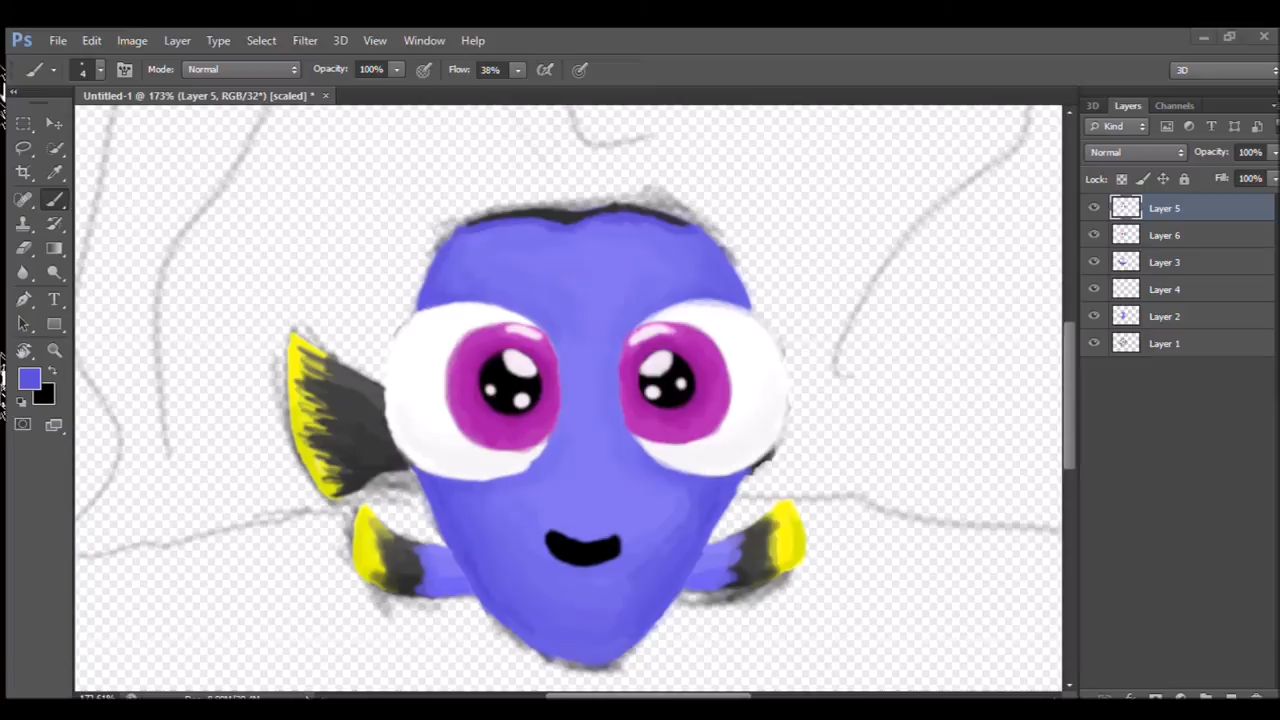 Ps File Edit Image Layer Type Select Filter 3D View Window Help
4 Mode: Normal Opacity: 100% Flow: 38% 3D
Untitled-1 @ 173% (Layer 5, RGB/32*) [scaled] * ×
3D Layers Channels
Kind T
Normal Opacity: 100%
Lock: Fill: 100%
Layer 5
Layer 6
Layer 3
Layer 4
Layer 2
Layer 1
T